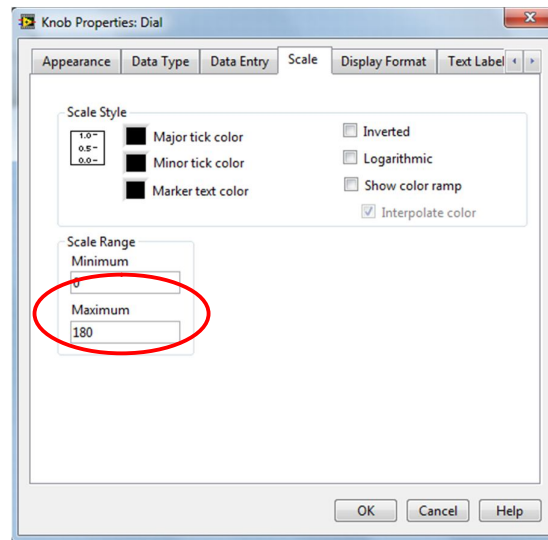 Knob Properties: Dial
x
Appearance Data Type Data Entry Scale Display Format Text Label
Scale Style
1.0
0.5
0.0
Major tick color
Minor tick color
Marker text color
Inverted
Logarithmic
Show color ramp
Interpolate color
Scale Range
Minimum
0
Maximum
180
OK Cancel Help